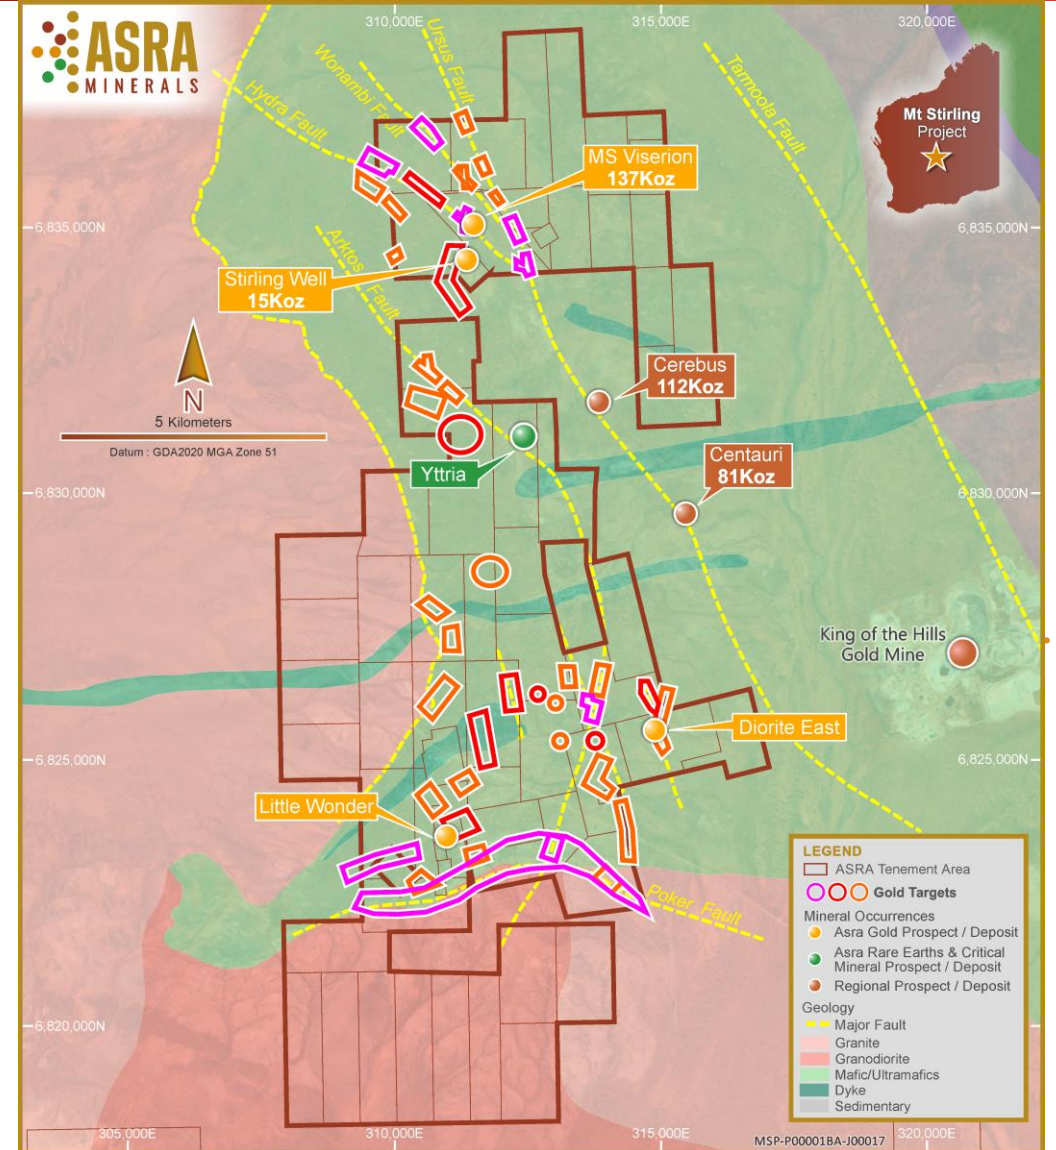 ASRA
MINERALS
310,000E
315,000E
320,000E
Ursus Fault
Wonambi Fault
Hydra Fault
Tarmoola Fault
Mt Stirling
Project
MS Viserion
137Koz
6,835,000N
6,835,000N
Arktos Fault
Stirling Well
15Koz
N
5 Kilometers
Datum : GDA2020 MGA Zone 51
Cerebus
112Koz
Yttria
Centauri
81Koz
6,830,000N
6,830,000N
King of the Hills
Gold Mine
Diorite East
6,825,000N
6,825,000N
Little Wonder
Poker Fault
LEGEND
ASRA Tenement Area
Gold Targets
Mineral Occurrences
Asra Gold Prospect / Deposit
Asra Rare Earths & Critical
Mineral Prospect / Deposit
Regional Prospect / Deposit
Geology
Major Fault
Granite
Granodiorite
Mafic/Ultramafics
Dyke
Sedimentary
6,820,000N
305,000E
310,000E
315,000E
320,000E
MSP-P00001BA-J00017